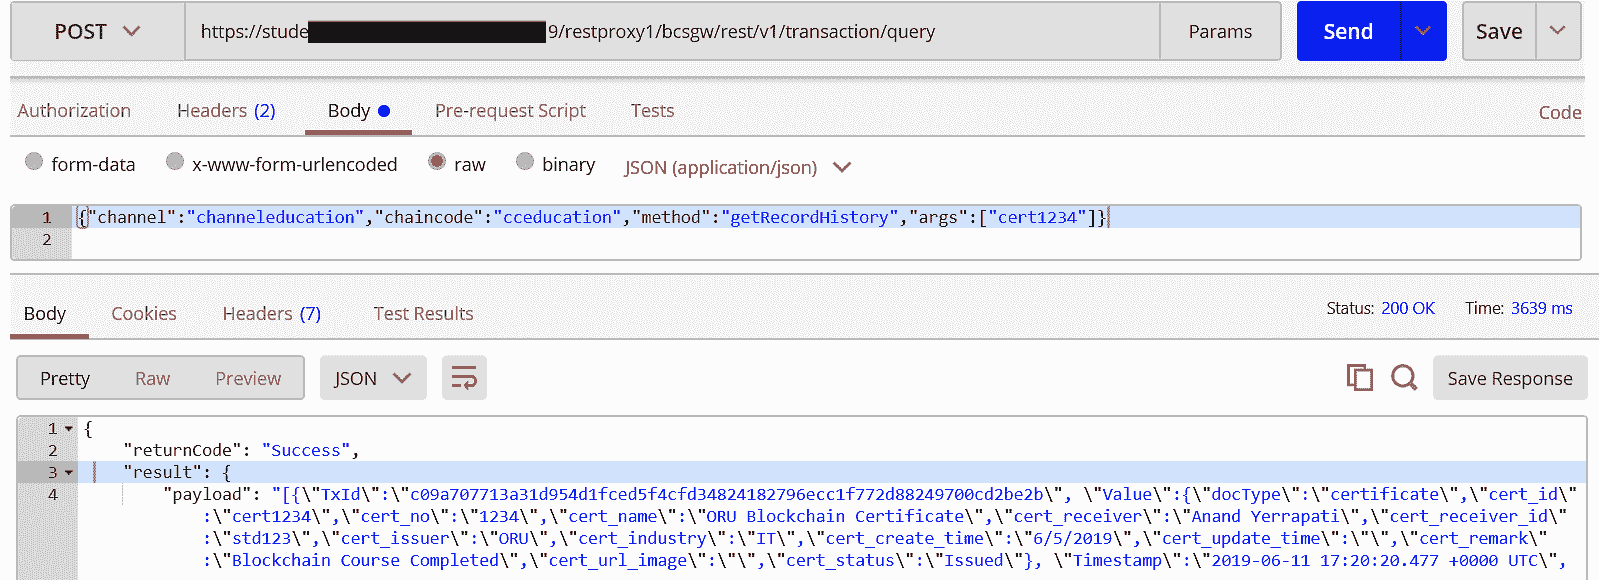 POST https://stude 9/restproxy1/bcsgw/rest/v1/transaction/query Params Send Save
Authorization Headers (2) Body Pre-request Script Tests Code
form-data x-www-form-urlencoded raw binary JSON (application/json)
1 {"channel":"channeleducation","chaincode":"cceducation","method":"getRecordHistory","args":["cert1234"]}
2
Body Cookies Headers (7) Test Results Status: 200 OK Time: 3639 ms
Pretty Raw Preview JSON Save Response
1 {
2 "returnCode": "Success",
3 "result": {
4 "payload": "[{\"TxId\":\"c09a707713a31d954d1fced5f4cfd34824182796ecc1f772d88249700cd2be2b\", \"Value\":{\"docType\":\"certificate\",\"cert_id\"
:\"cert1234\",\"cert_no\":\"1234\",\"cert_name\":\"ORU Blockchain Certificate\",\"cert_receiver\":\"Anand Yerrapati\",\"cert_receiver_id\"
:\"std123\",\"cert_issuer\":\"ORU\",\"cert_industry\":\"IT\",\"cert_create_time\":\"6/5/2019\",\"cert_update_time\":\"\",\"cert_remark\"
:\"Blockchain Course Completed\",\"cert_url_image\":\"\",\"cert_status\":\"Issued\"}, \"Timestamp\":\"2019-06-11 17:20:20.477 +0000 UTC\",